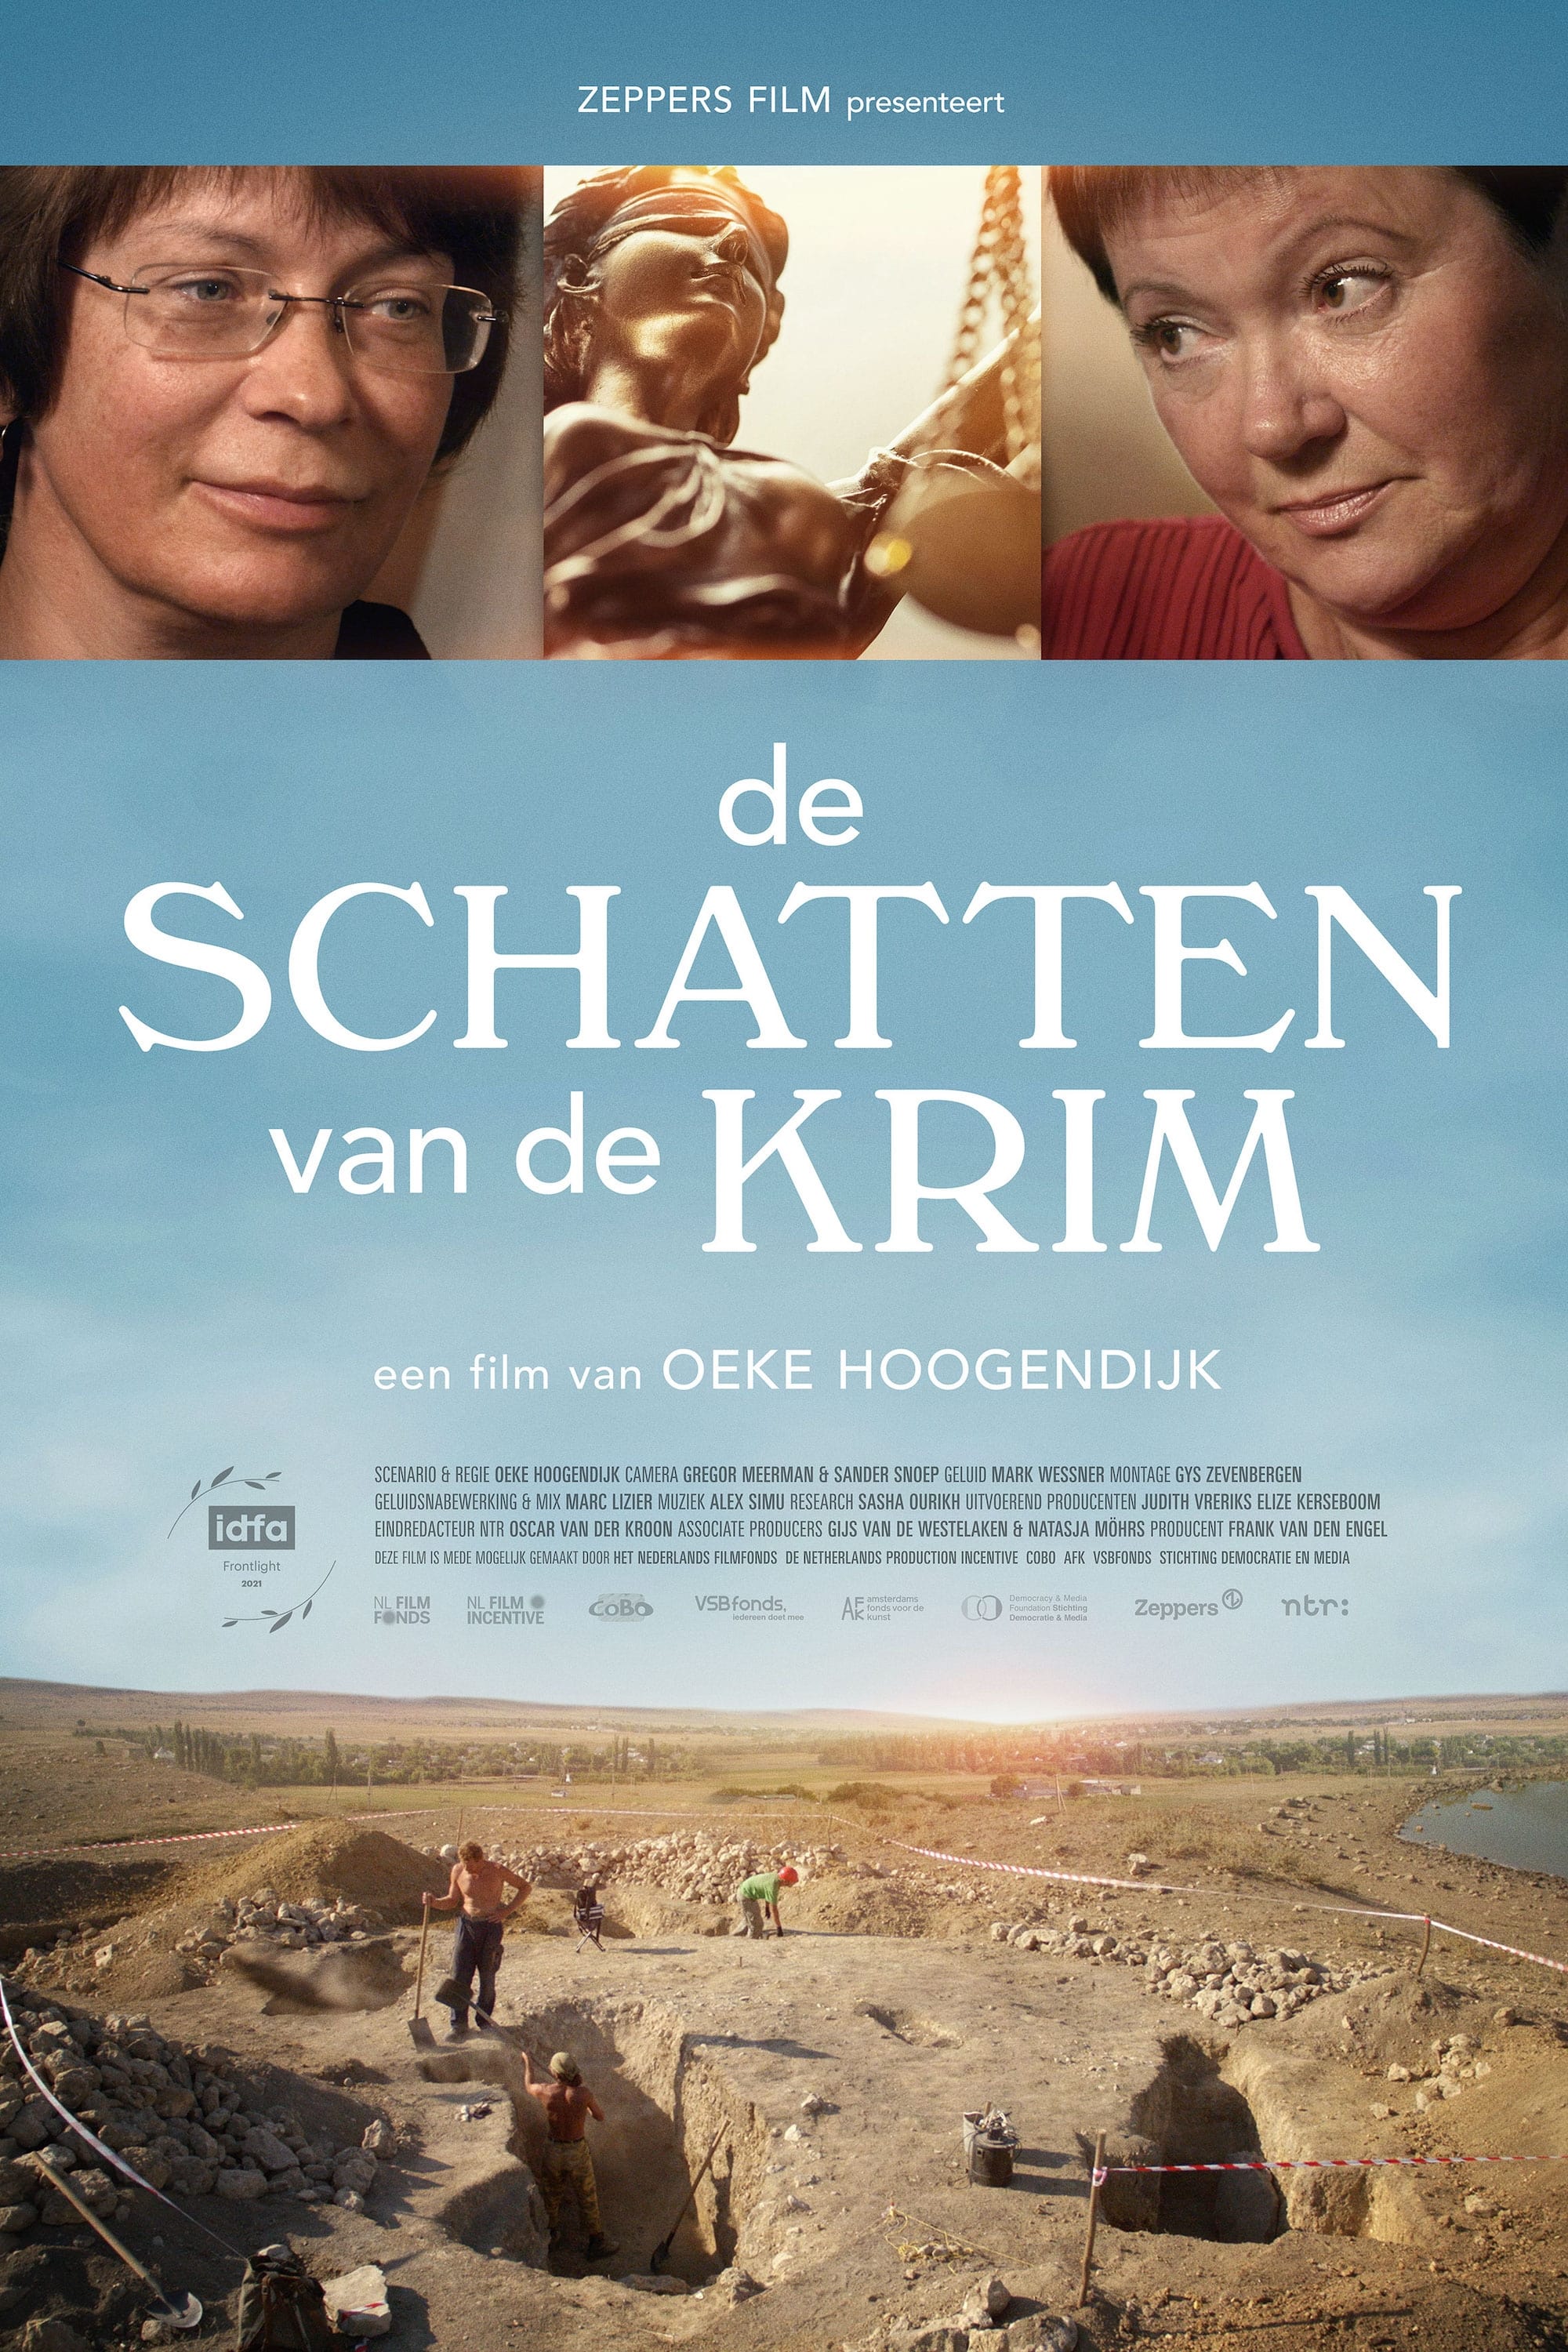 ZEPPERS FILM presenteert
de
SCHATTEN
van de KRIM
een film van OEKE HOOGENDIJK
idfa
Frontlight
2021
SCENARIO & REGIE OEKE HOOGENDIJK CAMERA GREGOR MEERMAN & SANDER SNOEP GELUID MARK WESSNER MONTAGE GYS ZEVENBERGEN
GELUIDSNABEWERKING & MIX MARC LIZIER MUZIEK ALEX SIMU RESEARCH SASHA OURIKH UITVOEREND PRODUCENTEN JUDITH VRERIKS ELIZE KERSEBOOM
EINDREDACTEUR NTR OSCAR VAN DER KROON ASSOCIATE PRODUCERS GIJS VAN DE WESTELAKEN & NATASJA MÖHRS PRODUCENT FRANK VAN DEN ENGEL
DEZE FILM IS MEDE MOGELIJK GEMAAKT DOOR HET NEDERLANDS FILMFONDS DE NETHERLANDS PRODUCTION INCENTIVE COBO AFK VSBFONDS STICHTING DEMOCRATIE EN MEDIA
NL FILM
FONDS
NL FILM
INCENTIVE
CoBO
VSBfonds,
iedereen doet mee
AFK
amsterdams
fonds voor de
kunst
Democracy & Media
Foundation Stichting
Democratie & Media
Zeppers
ntr: